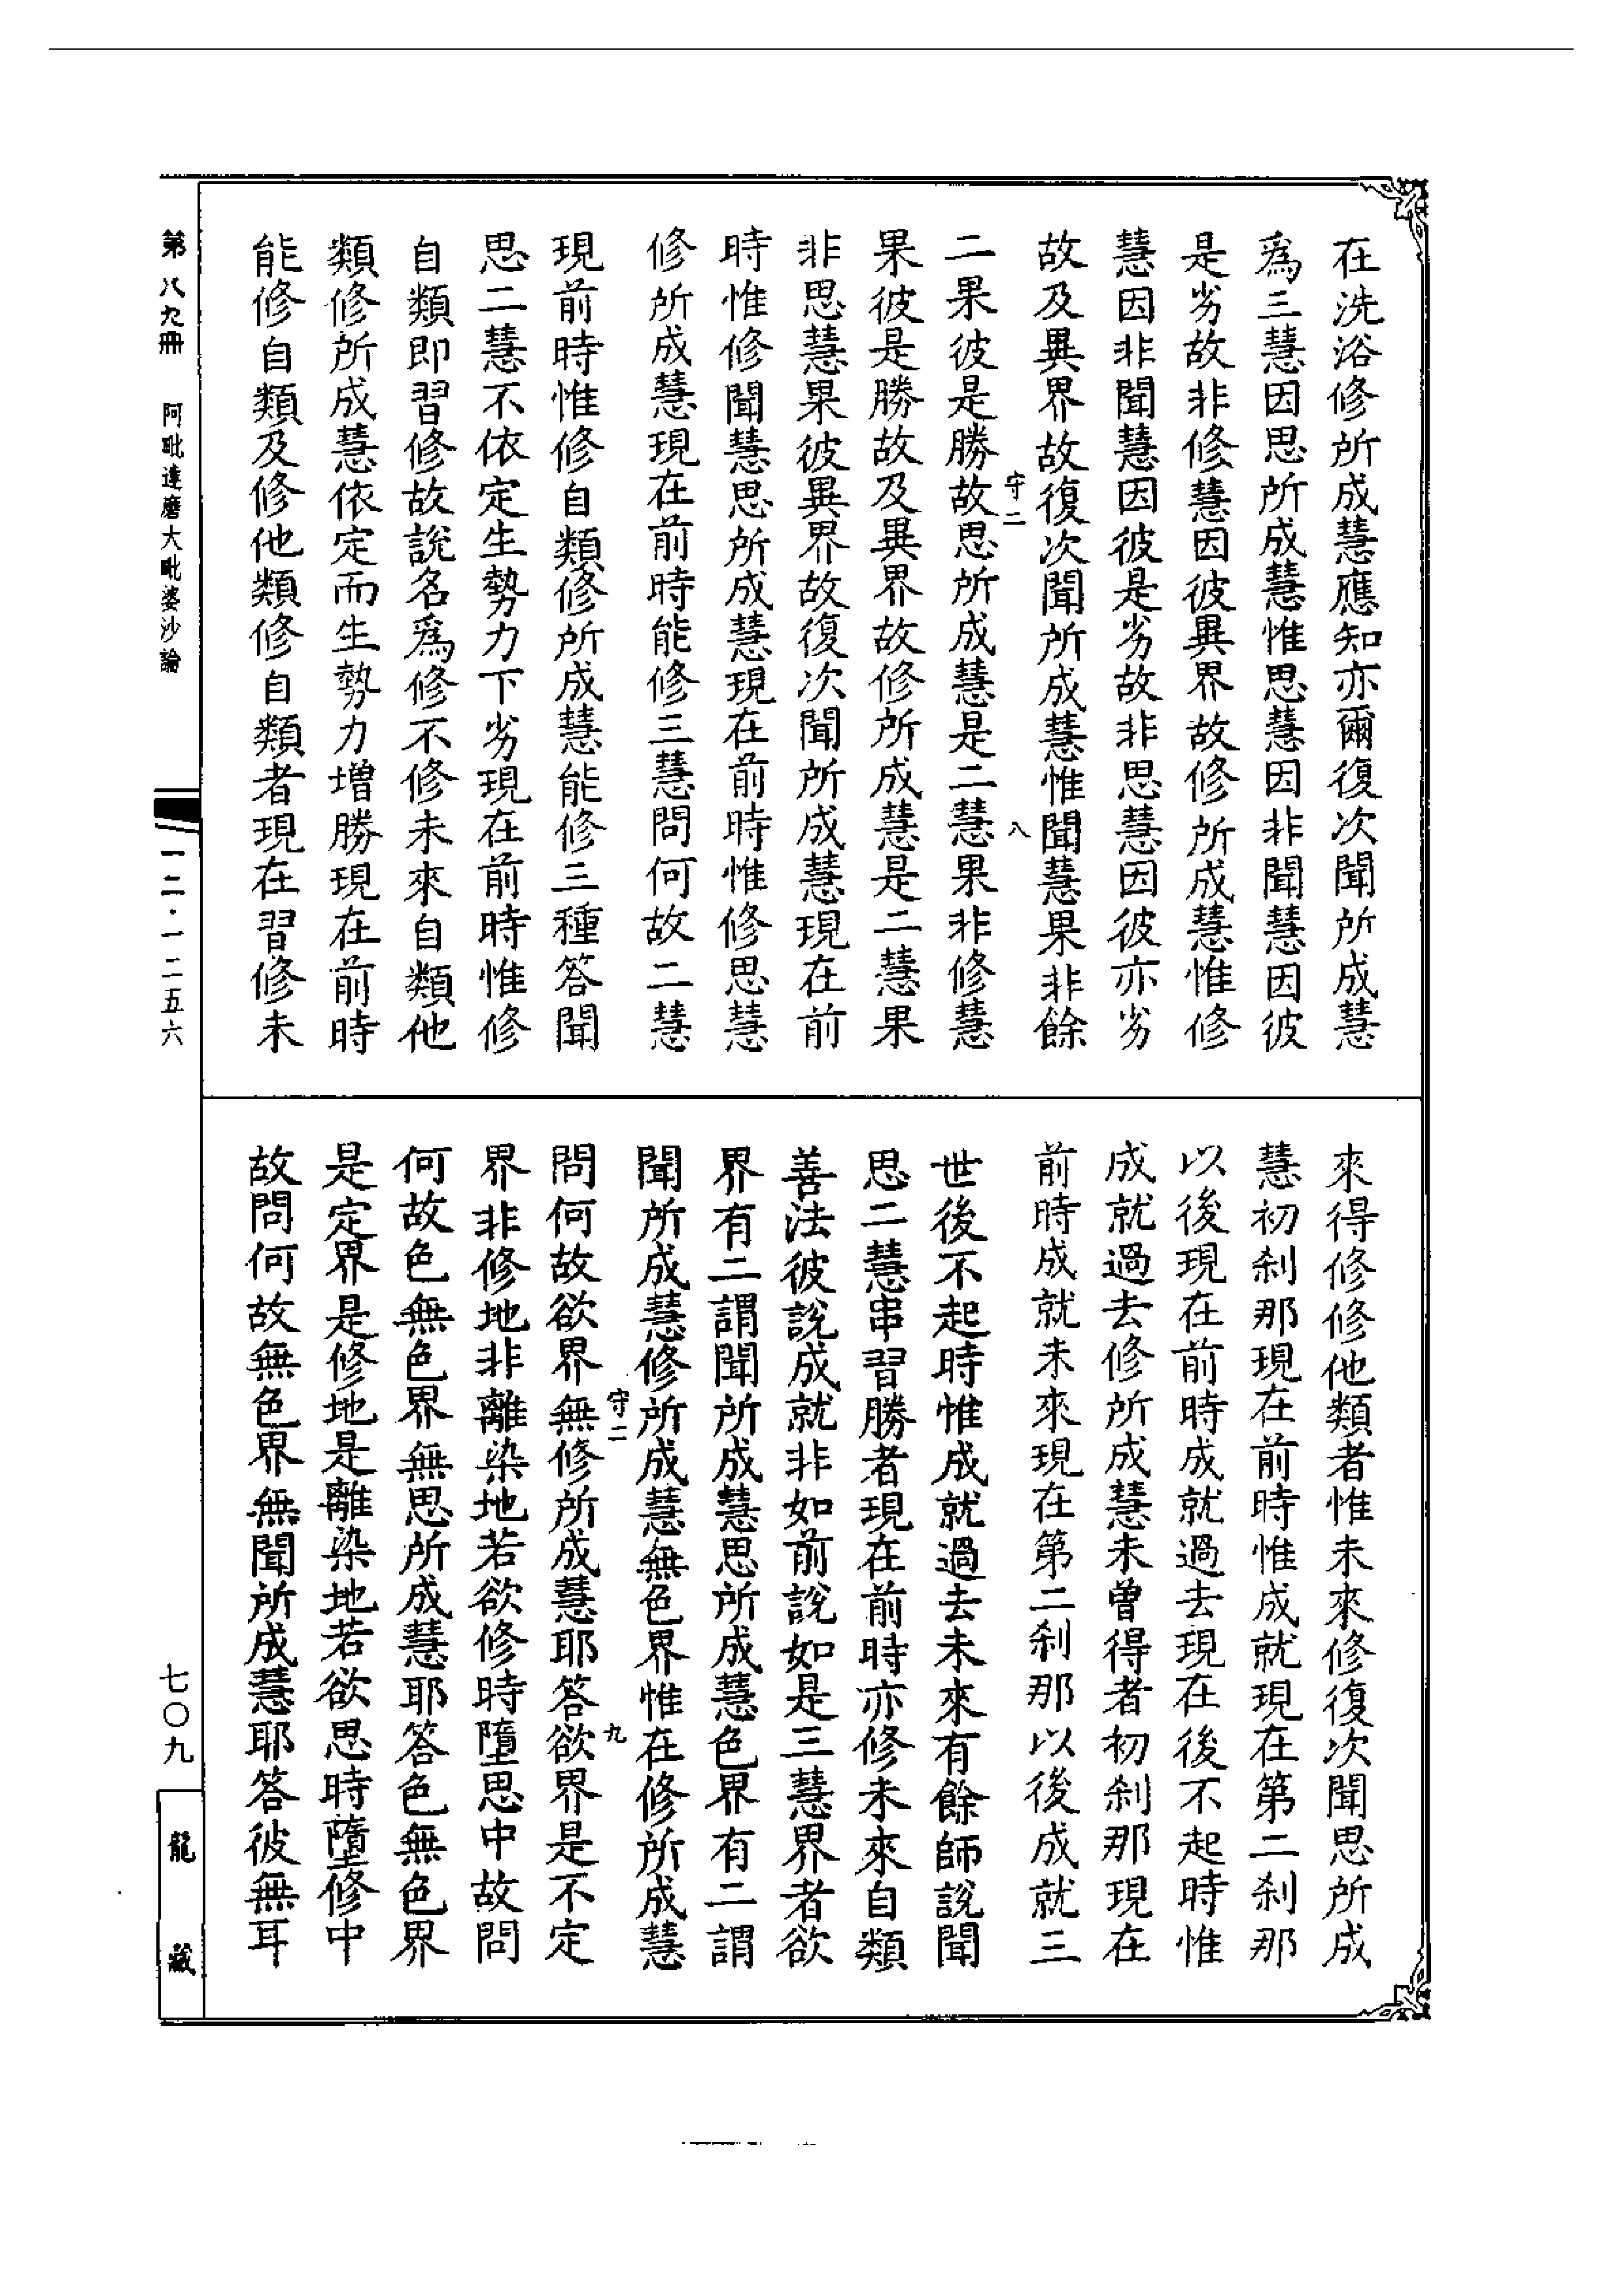 在洗浴修所成慧應知亦爾復次聞所成慧
爲三慧因思所成慧惟思慧因非聞慧因彼
是劣故非修慧因彼異界故修所成慧惟修
慧因非聞慧因彼是劣故非思慧因彼亦劣
故及異界故復次聞所成慧惟聞慧果非餘
守二
八
二果彼是勝故思所成慧是二慧果非修慧
果彼是勝故及異界故修所成慧是二慧果
非思慧果彼異界故復次聞所成慧現在前
時惟修聞慧思所成慧現在前時惟修思慧
修所成慧現在前時能修三慧問何故二慧
現前時惟修自類修所成慧能修三種答聞
思二慧不依定生勢力下劣現在前時惟修
自類即習修故說名爲修不修未來自類他
類修所成慧依定而生勢力增勝現在前時
能修自類及修他類修自類者現在習修未
來得修修他類者惟未來修復次聞思所成
慧初刹那現在前時惟成就現在第二刹那
以後現在前時成就過去現在後不起時惟
成就過去修所成慧未曾得者初刹那現在
前時成就未來現在第二刹那以後成就三
世後不起時惟成就過去未來有餘師說聞
思二慧串習勝者現在前時亦修未來自類
善法彼說成就非如前說如是三慧界者欲
界有二謂聞所成慧思所成慧色界有二謂
聞所成慧修所成慧無色界惟在修所成慧
守二
九
問何故欲界無修所成慧耶答欲界是不定
界非修地非離染地若欲修時墮思中故問
何故色無色界無思所成慧耶答色無色界
是定界是修地是離染地若欲思時墮修中
故問何故無色界無聞所成慧耶答彼無耳
第八九冊 阿毗達磨大毗婆沙論
一二·一二五六
七〇九
龍藏